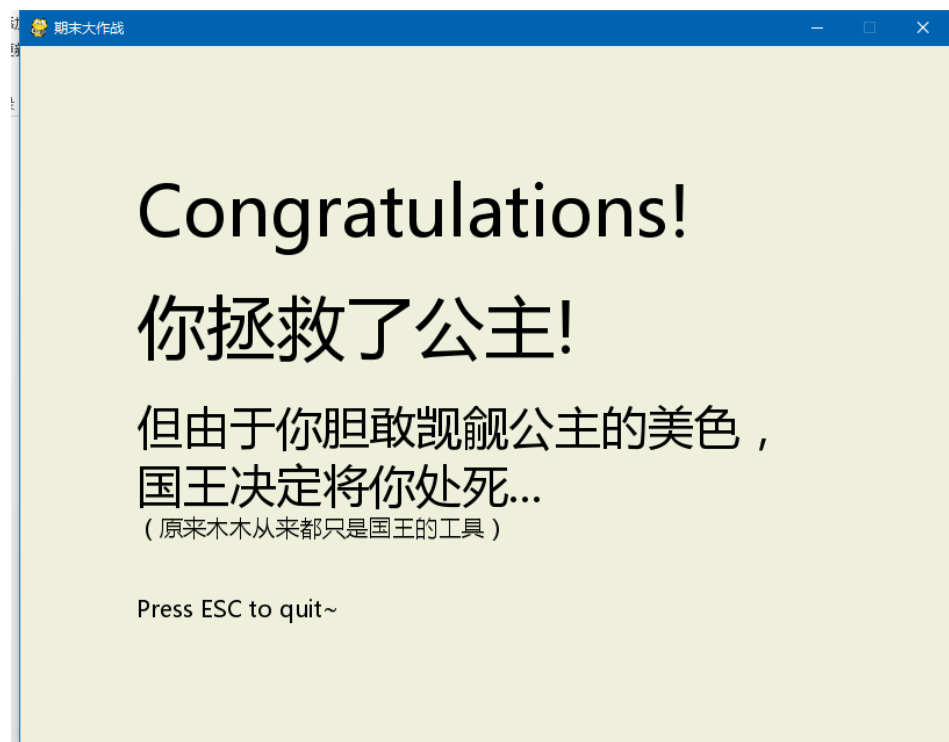 期末大作战
Congratulations!
你拯救了公主!
但由于你胆敢觊觎公主的美色，
国王决定将你处死...
（原来木木从来都只是国王的工具）
Press ESC to quit~